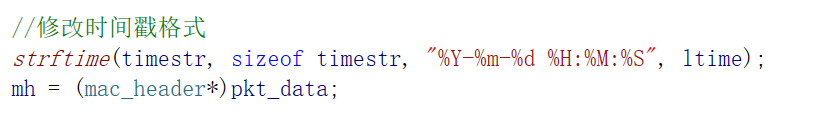 //修改时间戳格式
strftime(timestr, sizeof timestr, "%Y-%m-%d %H:%M:%S", ltime);
mh = (mac_header*)pkt_data;